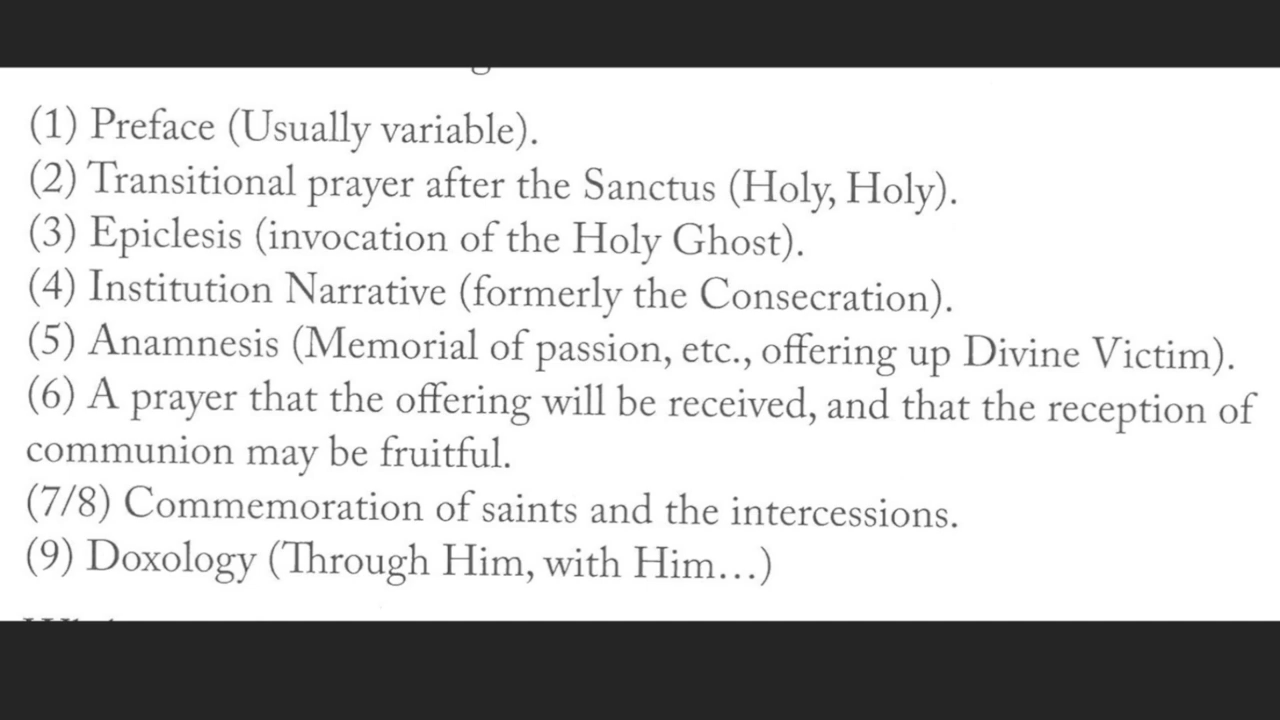 (1) Preface (Usually variable).
(2) Transitional prayer after the Sanctus (Holy, Holy).
(3) Epiclesis (invocation of the Holy Ghost).
(4) Institution Narrative (formerly the Consecration).
(5) Anamnesis (Memorial of passion, etc., offering up Divine Victim).
(6) A prayer that the offering will be received, and that the reception of
communion may be fruitful.
(7/8) Commemoration of saints and the intercessions.
(9) Doxology (Through Him, with Him…)